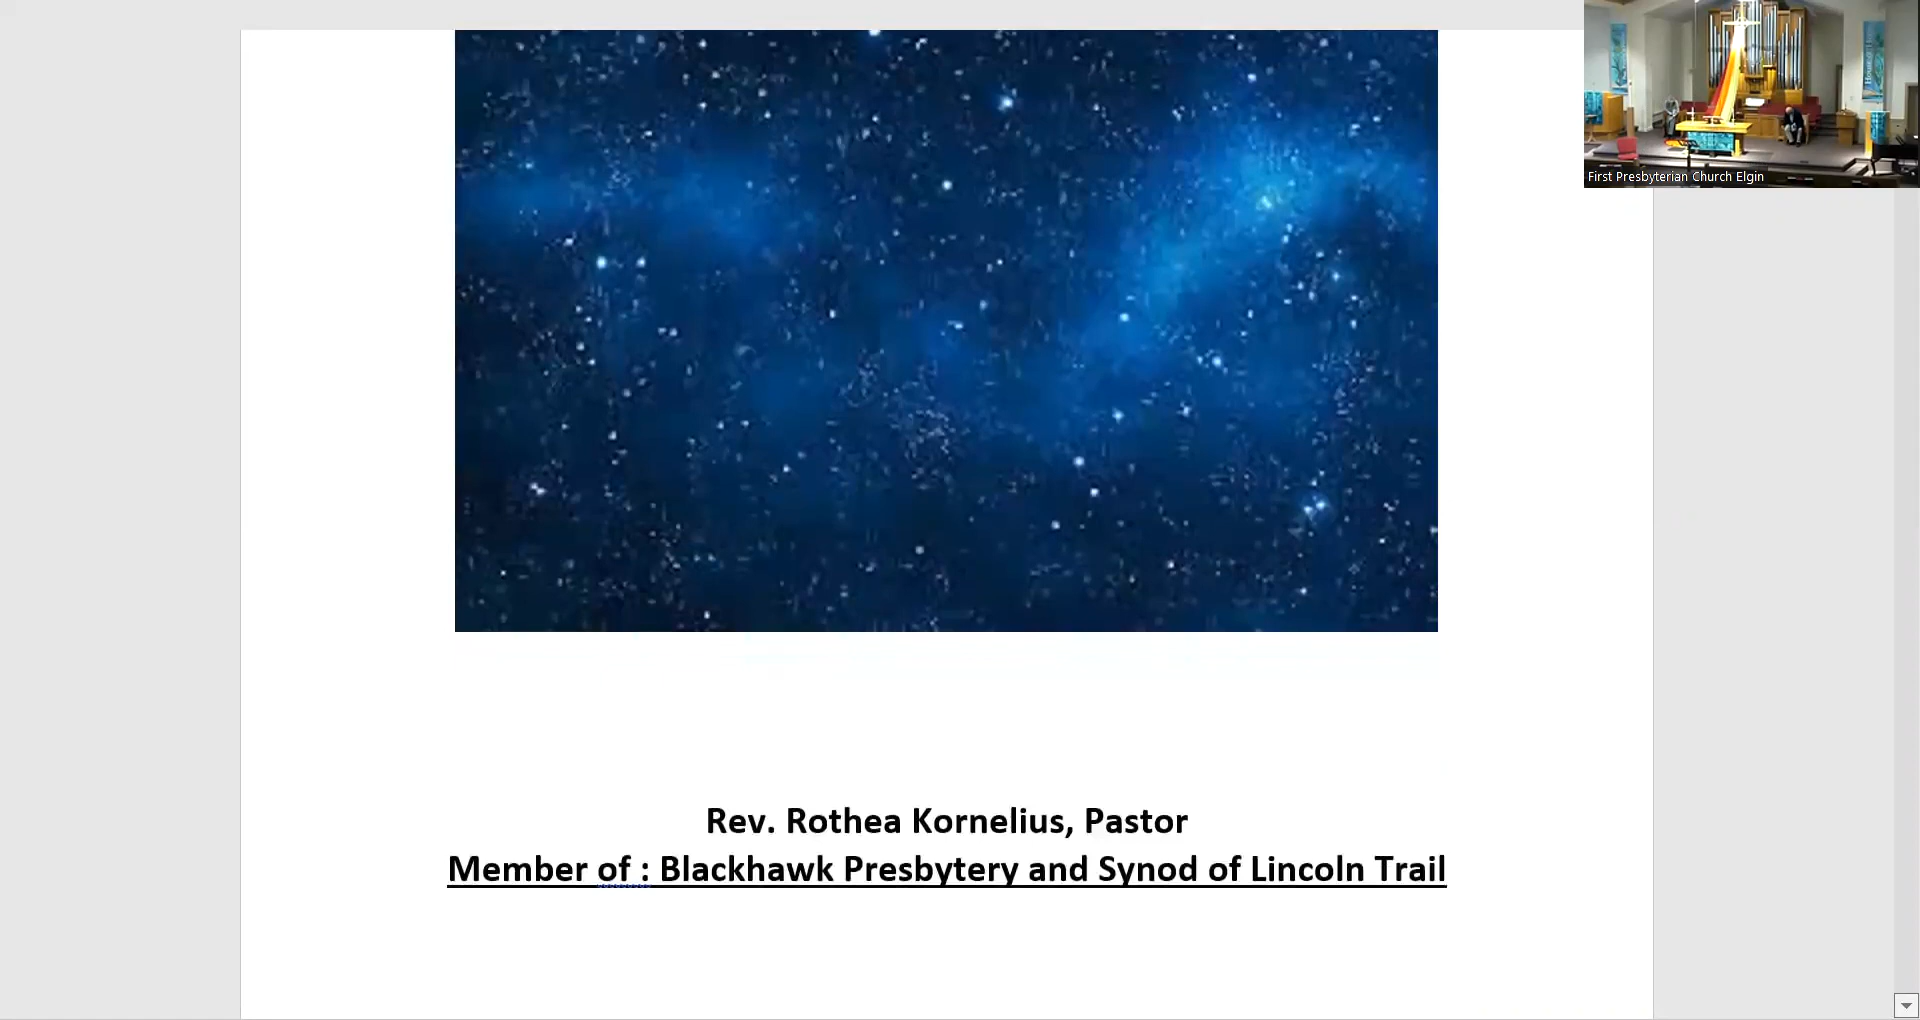 First Presbyterian Church Elgin
Rev. Rothea Kornelius, Pastor
Member of : Blackhawk Presbytery and Synod of Lincoln Trail